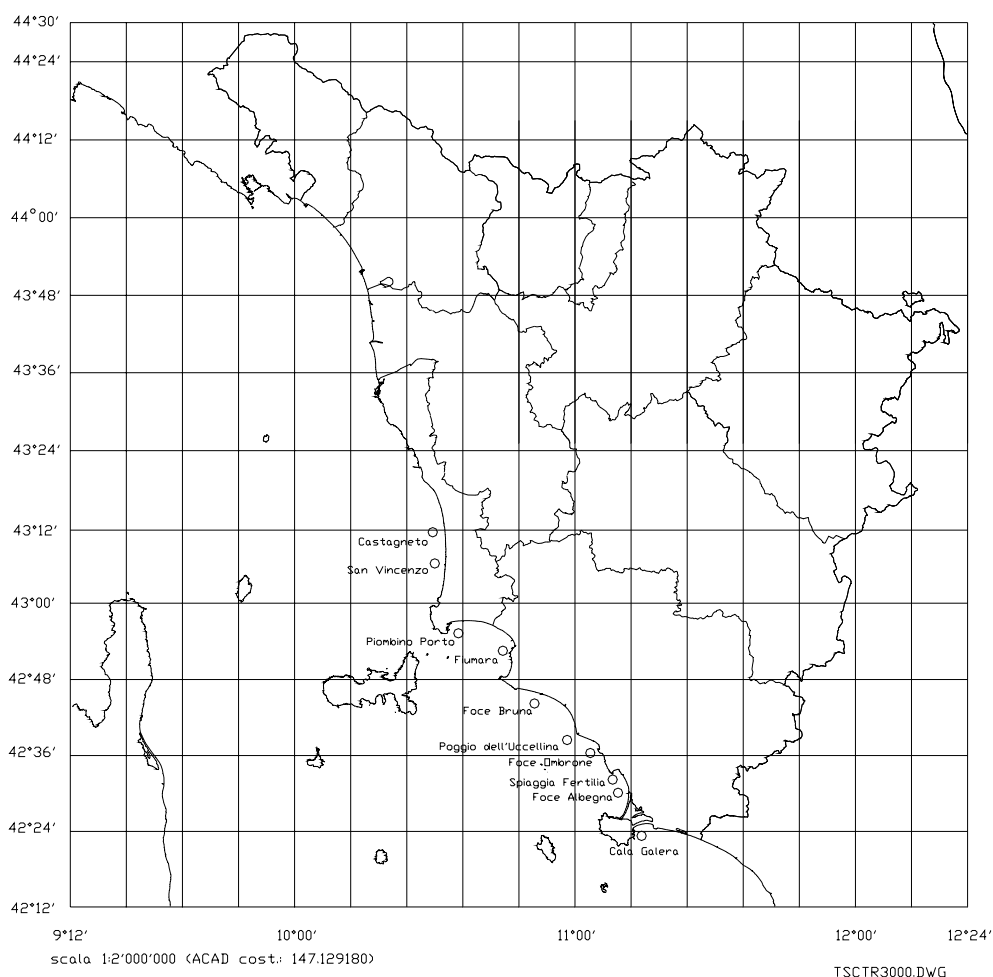 44°30'
44°24'
44°12'
44°00'
43°48'
43°36'
43°24'
43°12'
Castagneto
San Vincenzo
43°00'
Piombino Porto
Fiumara
42°48'
Foce Bruna
Poggio dell'Uccellina
42°36'
Foce Ombrone
Spiaggia Fertilia
Foce Albegna
42°24'
Cala Galera
42°12'
9°12' 10°00' 11°00' 12°00' 12°24'
scala 1:2'000'000 (ACAD cost.: 147.129180)
TSCTR3000.DWG